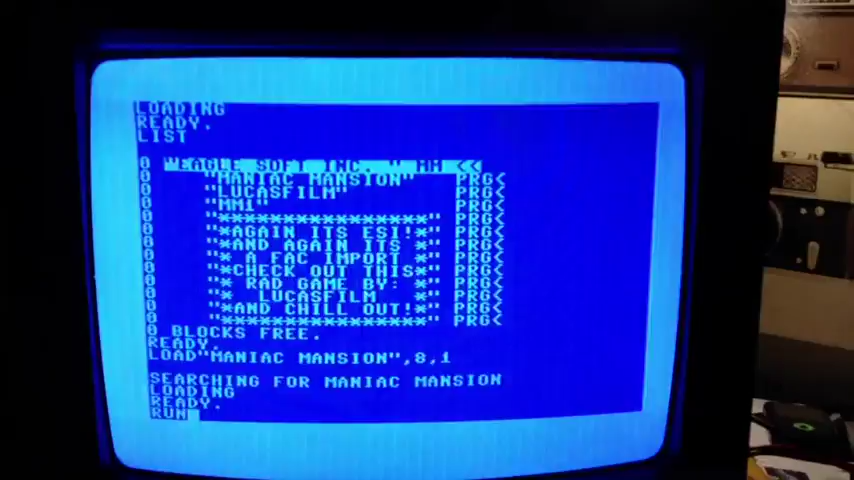 LOADING
READY.
LIST
0 "EAGLE SOFT INC. " MM <<
0 "MANIAC MANSION" PRG<
0 "LUCASFILM" PRG<
0 "MM1" PRG<
0 "****************" PRG<
0 "*AGAIN ITS ESI!*" PRG<
0 "*AND AGAIN ITS *" PRG<
0 "* A FAC IMPORT *" PRG<
0 "*CHECK OUT THIS*" PRG<
0 "* RAD GAME BY: *" PRG<
0 "*  LUCASFILM   *" PRG<
0 "*AND CHILL OUT!*" PRG<
0 "****************" PRG<
0 BLOCKS FREE.
READY.
LOAD"MANIAC MANSION",8,1
SEARCHING FOR MANIAC MANSION
LOADING
READY.
RUN